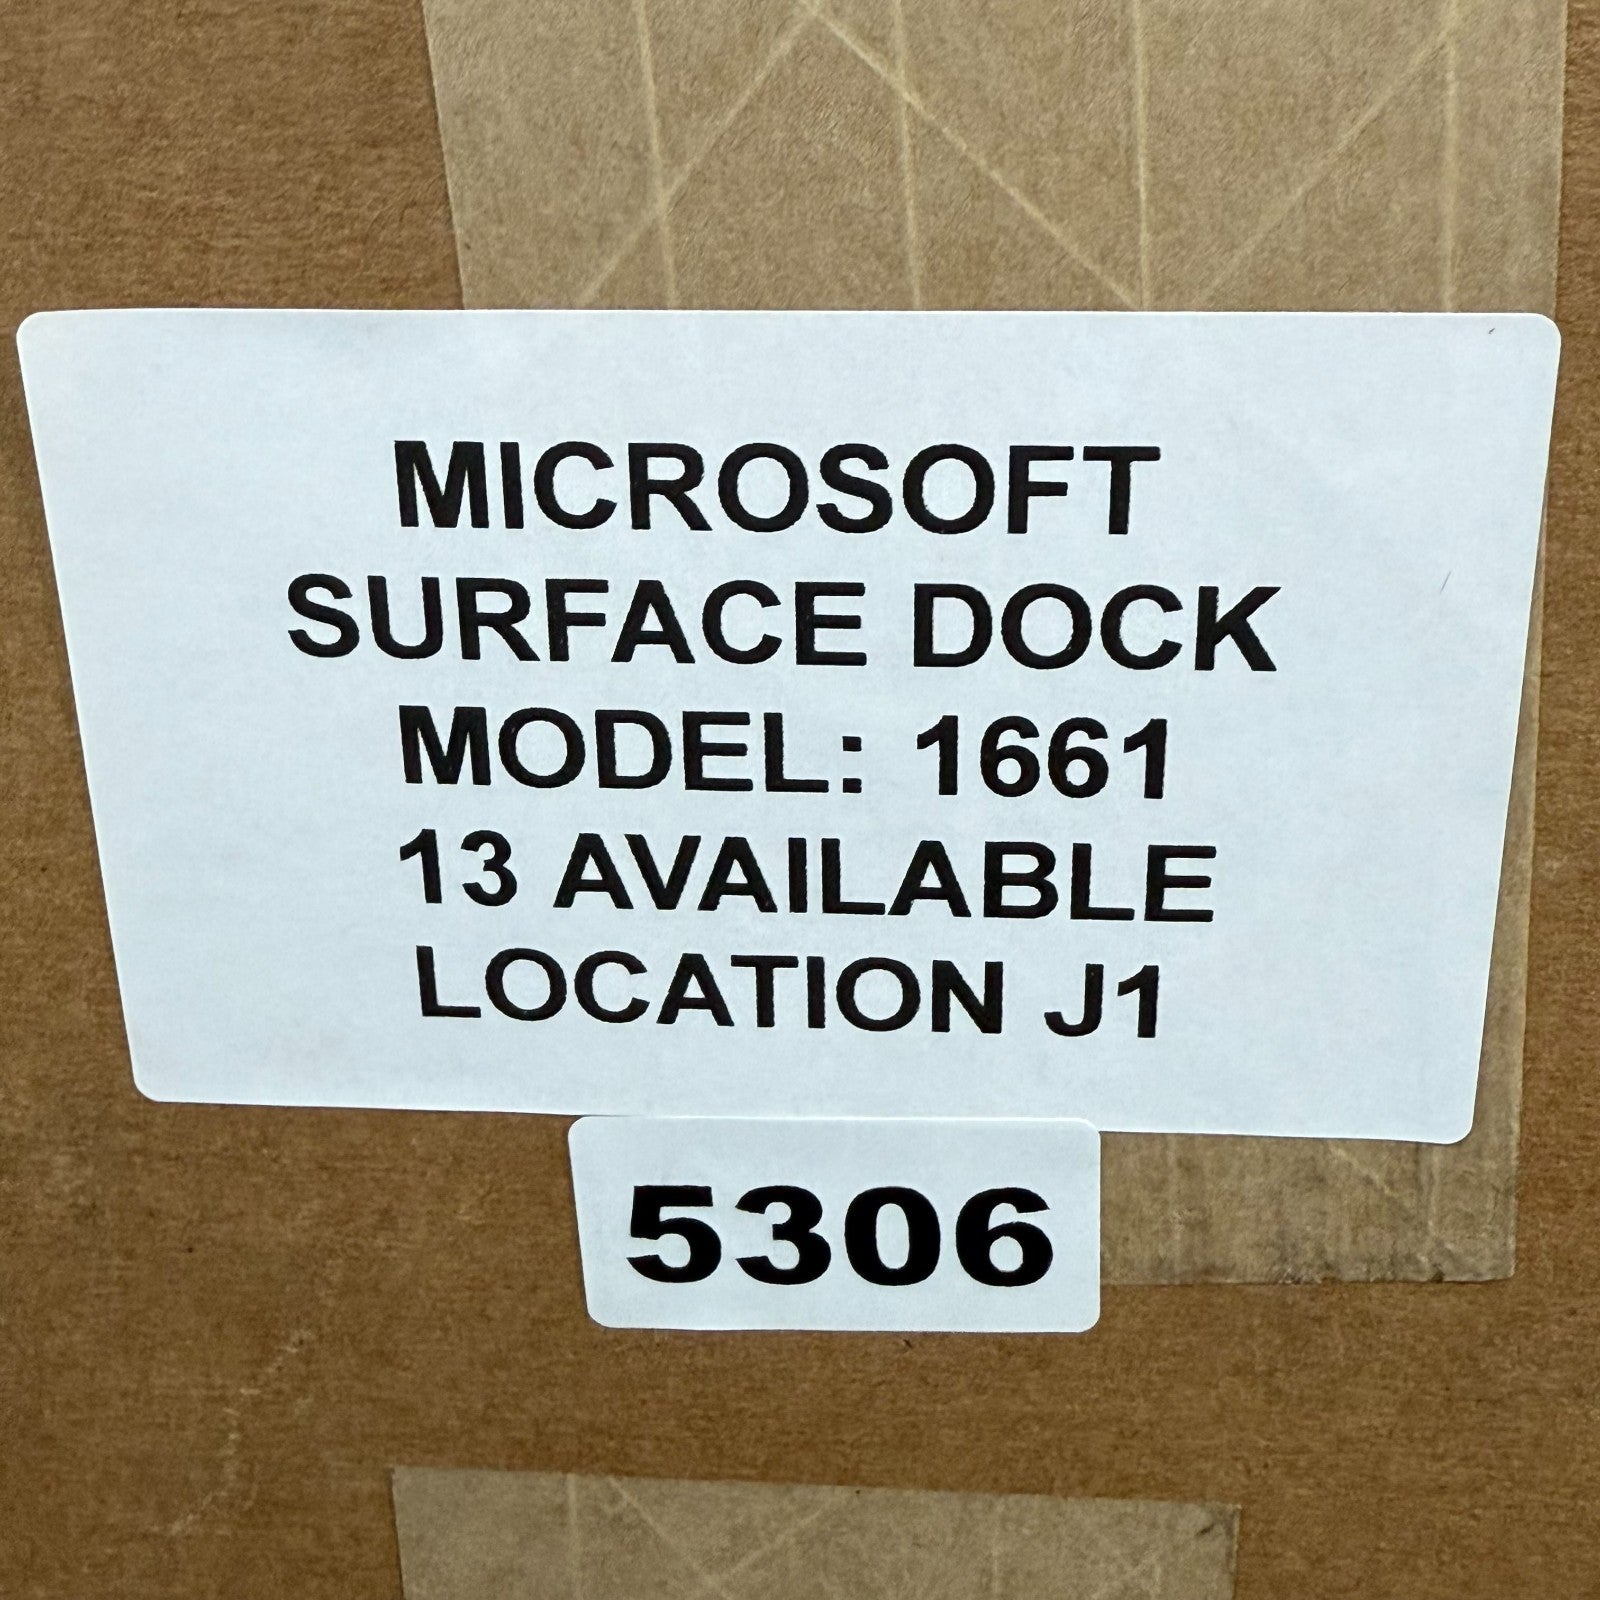 MICROSOFT
SURFACE DOCK
MODEL: 1661
13 AVAILABLE
LOCATION J1
5306